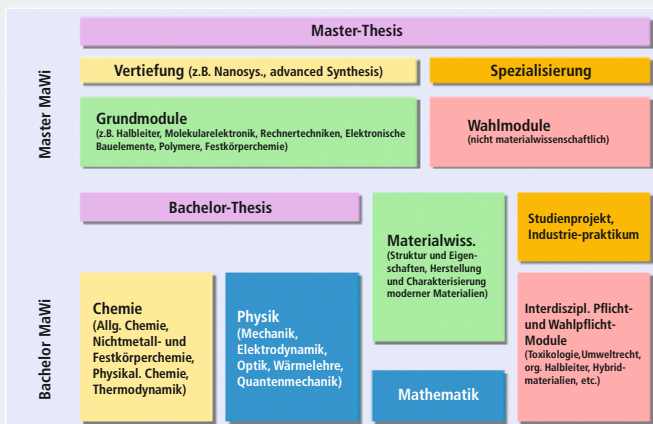 Master MaWi
Master-Thesis
Vertiefung (z.B. Nanosys., advanced Synthesis)
Spezialisierung
Grundmodule
(z.B. Halbleiter, Molekularelektronik, Rechnertechniken, Elektronische
Bauelemente, Polymere, Festkörperchemie)
Wahlmodule
(nicht materialwissenschaftlich)
Bachelor MaWi
Bachelor-Thesis
Materialwiss.
(Struktur und Eigen-
schaften, Herstellung
und Charakterisierung
moderner Materialien)
Studienprojekt,
Industrie-praktikum
Chemie
(Allg. Chemie,
Nichtmetall- und
Festkörperchemie,
Physikal. Chemie,
Thermodynamik)
Physik
(Mechanik,
Elektrodynamik,
Optik, Wärmelehre,
Quantenmechanik)
Mathematik
Interdiszipl. Pflicht-
und Wahlpflicht-
Module
(Toxikologie,Umweltrecht,
org. Halbleiter, Hybrid-
materialien, etc.)